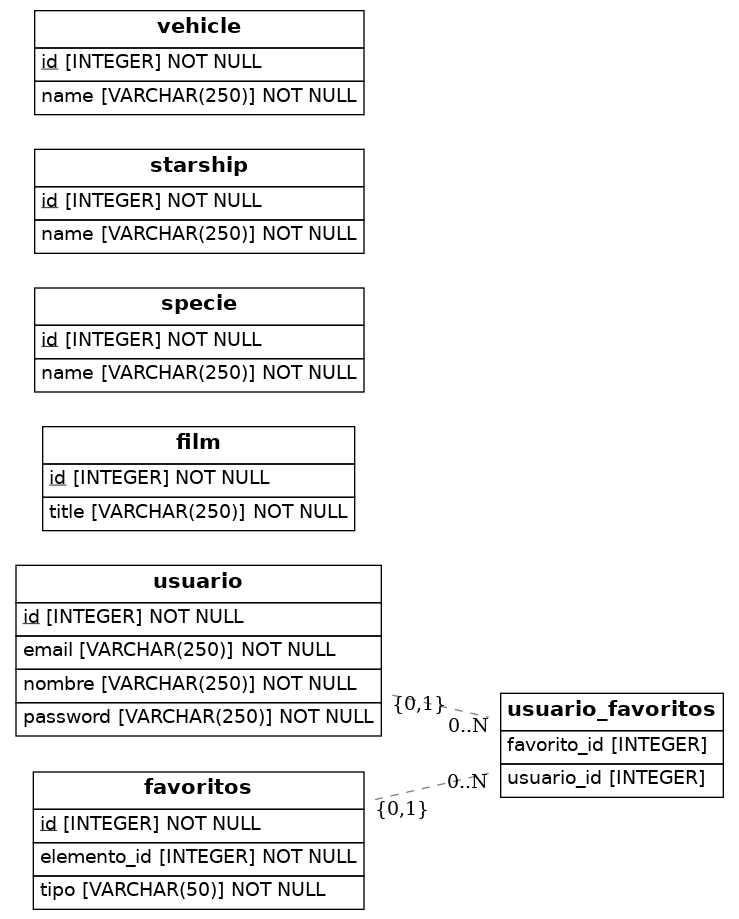 vehicle
id [INTEGER] NOT NULL
name [VARCHAR(250)] NOT NULL
starship
id [INTEGER] NOT NULL
name [VARCHAR(250)] NOT NULL
specie
id [INTEGER] NOT NULL
name [VARCHAR(250)] NOT NULL
film
id [INTEGER] NOT NULL
title [VARCHAR(250)] NOT NULL
usuario
id [INTEGER] NOT NULL
email [VARCHAR(250)] NOT NULL
nombre [VARCHAR(250)] NOT NULL
password [VARCHAR(250)] NOT NULL
{0,1}
0..N
usuario_favoritos
favorito_id [INTEGER]
usuario_id [INTEGER]
0..N
{0,1}
favoritos
id [INTEGER] NOT NULL
elemento_id [INTEGER] NOT NULL
tipo [VARCHAR(50)] NOT NULL